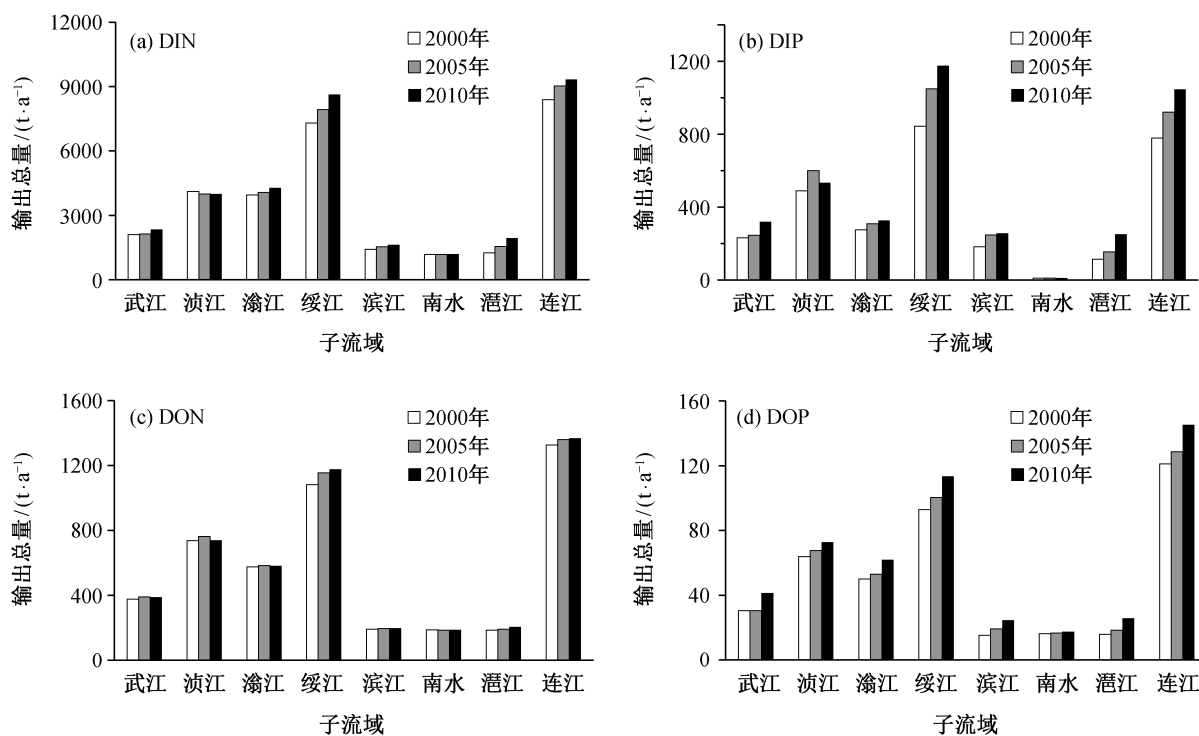 (a) DIN
2000年
2005年
2010年
12000
9000
6000
3000
0
输出总量/(t·a⁻¹)
武江 浈江 滃江 绥江 滨江 南水 潖江 连江
子流域
(b) DIP
2000年
2005年
2010年
1200
800
400
0
输出总量/(t·a⁻¹)
武江 浈江 滃江 绥江 滨江 南水 潖江 连江
子流域
(c) DON
2000年
2005年
2010年
1600
1200
800
400
0
输出总量/(t·a⁻¹)
武江 浈江 滃江 绥江 滨江 南水 潖江 连江
子流域
(d) DOP
2000年
2005年
2010年
160
120
80
40
0
输出总量/(t·a⁻¹)
武江 浈江 滃江 绥江 滨江 南水 潖江 连江
子流域